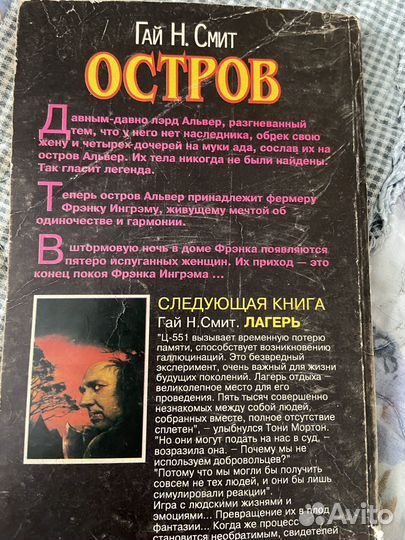 Гай Н. Смит
ОСТРОВ
Давным-давно лэрд Альвер, разгневанный
тем, что у него нет наследника, обрек свою
жену и четырех дочерей на муки ада, сослав их на
остров Альвер. Их тела никогда не были найдены.
Так гласит легенда.
Теперь остров Альвер принадлежит фермеру
Фрэнку Ингрэму, живущему мечтой об
одиночестве и гармонии.
В штормовую ночь в доме Фрэнка появляются
пятеро испуганных женщин. Их приход – это
конец покоя Фрэнка Ингрэма ...
СЛЕДУЮЩАЯ КНИГА
Гай Н.Смит. ЛАГЕРЬ
"Ц-551 вызывает временную потерю
памяти, способствует возникновению
галлюцинаций. Это безвредный
эксперимент, очень важный для жизни
будущих поколений. Лагерь отдыха –
великолепное место для его
проведения. Пять тысяч совершенно
незнакомых между собой людей,
собранных вместе, полное отсутствие
сплетен", – улыбнулся Тони Мортон.
"Но они могут подать на нас в суд, –
возразила она. – Почему мы не
используем добровольцев?"
"Потому что мы могли бы получить
совсем не тех людей, и они бы лишь
симулировали реакции".
Игра с людскими жизнями и
эмоциями... Превращение их в плод
фантазии... Когда же процесс
становится необратимым, свидетелей
Avito